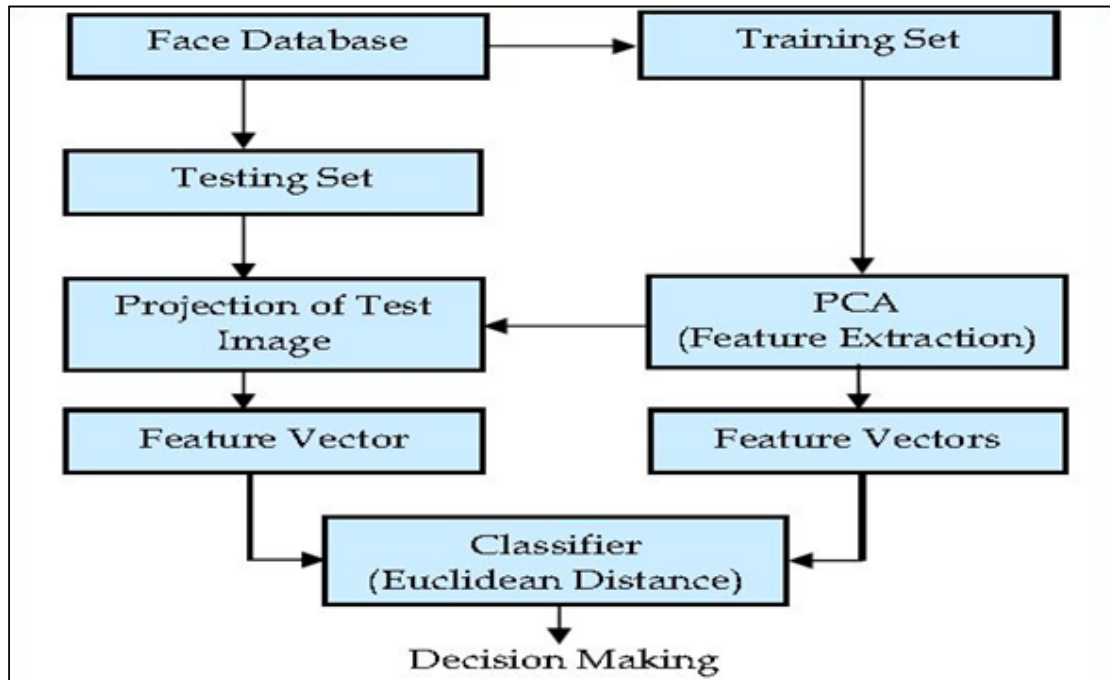 Face Database
Training Set
Testing Set
Projection of Test
Image
PCA
(Feature Extraction)
Feature Vector
Feature Vectors
Classifier
(Euclidean Distance)
Decision Making